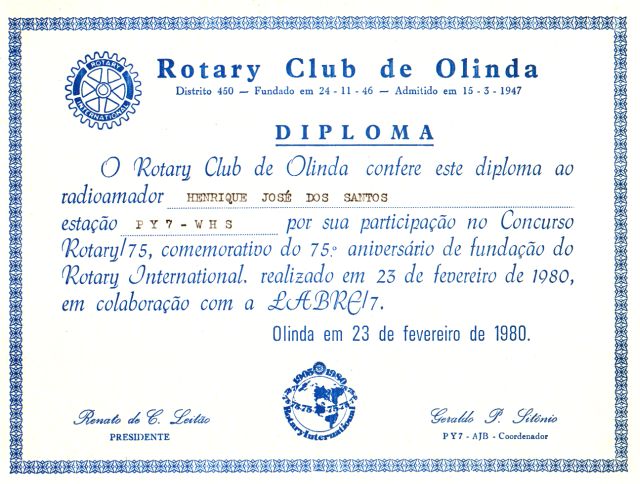 ROTARY
INTERNATIONAL
Rotary Club de Olinda
Distrito 450 — Fundado em 24 - 11 - 46 — Admitido em 15 - 3 - 1947
DIPLOMA
O Rotary Club de Olinda confere este diploma ao
radioamador HENRIQUE JOSÉ DOS SANTOS
estação PY7-WHS por sua participação no Concurso
Rotary/75, comemorativo do 75.º aniversário de fundação do
Rotary International. realizado em 23 de fevereiro de 1980,
em colaboração com a LABRE/7.
Olinda em 23 de fevereiro de 1980.
1905 1980
Rotary International
Renato de C. Leitão
PRESIDENTE
Geraldo P. Sitônio
PY7 - AJB - Coordenador